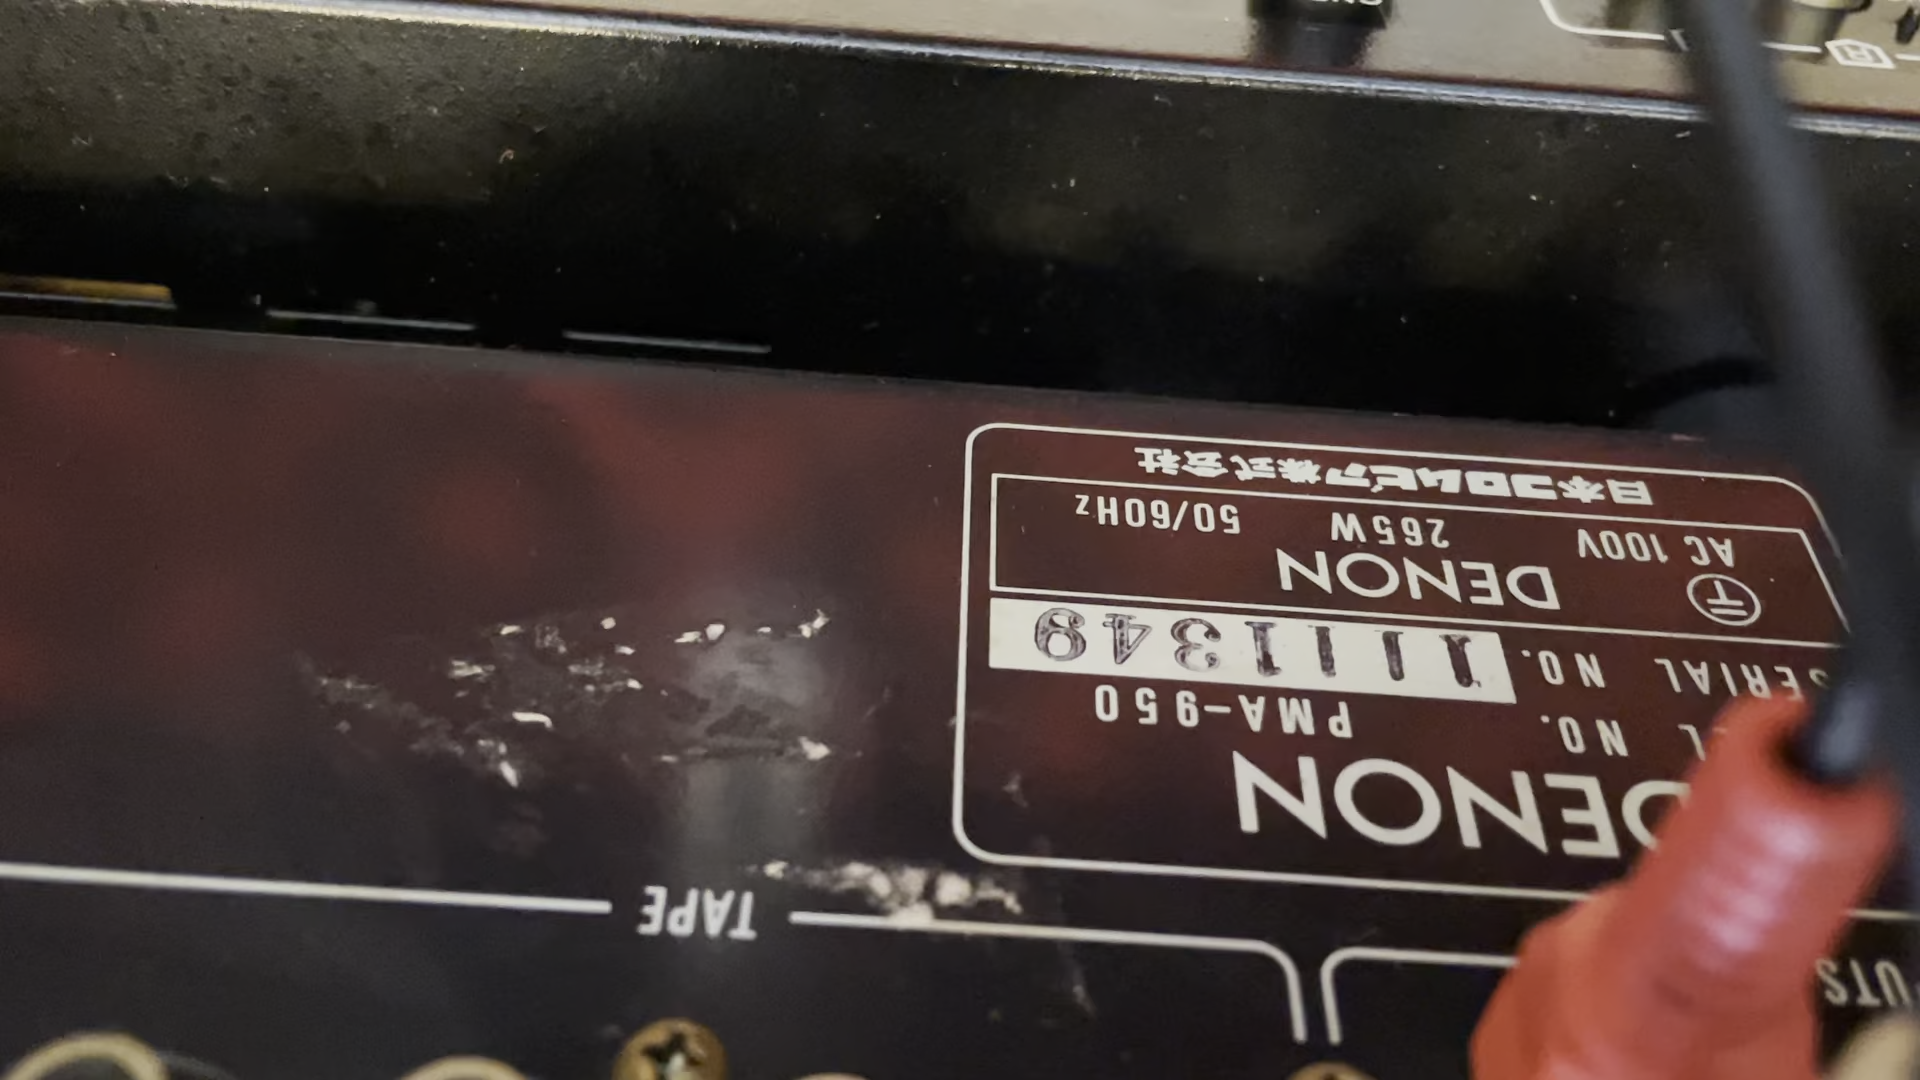 DENON
NO. PMA-950
SERIAL NO. 1111349
DENON
AC 100V 265W 50/60Hz
日本コロムビア株式会社
TAPE